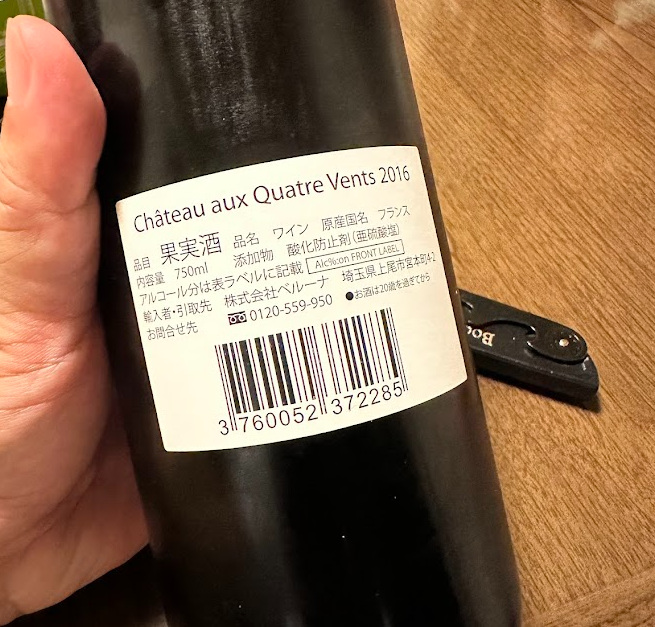 Château aux Quatre Vents 2016
品目 果実酒 品名 ワイン 原産国名 フランス
内容量 750ml 添加物 酸化防止剤(亜硫酸塩)
アルコール分は表ラベルに記載 Alc%:on FRONT LABEL
輸入者・引取先 株式会社ベルーナ 埼玉県上尾市宮本町4-2
お問合せ先 0120-559-950 ●お酒は20歳を過ぎてから
3 760052 372285
Boo